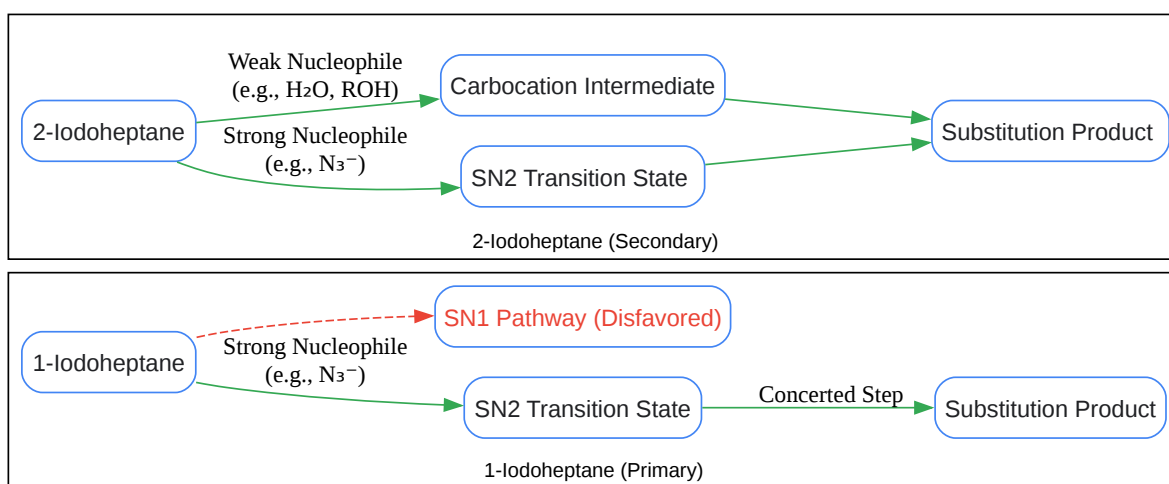 Weak Nucleophile
(e.g., H₂O, ROH)
Carbocation Intermediate
2-Iodoheptane
Strong Nucleophile
(e.g., N₃⁻)
Substitution Product
SN2 Transition State
2-Iodoheptane (Secondary)
SN1 Pathway (Disfavored)
1-Iodoheptane
Strong Nucleophile
(e.g., N₃⁻)
SN2 Transition State
Concerted Step
Substitution Product
1-Iodoheptane (Primary)